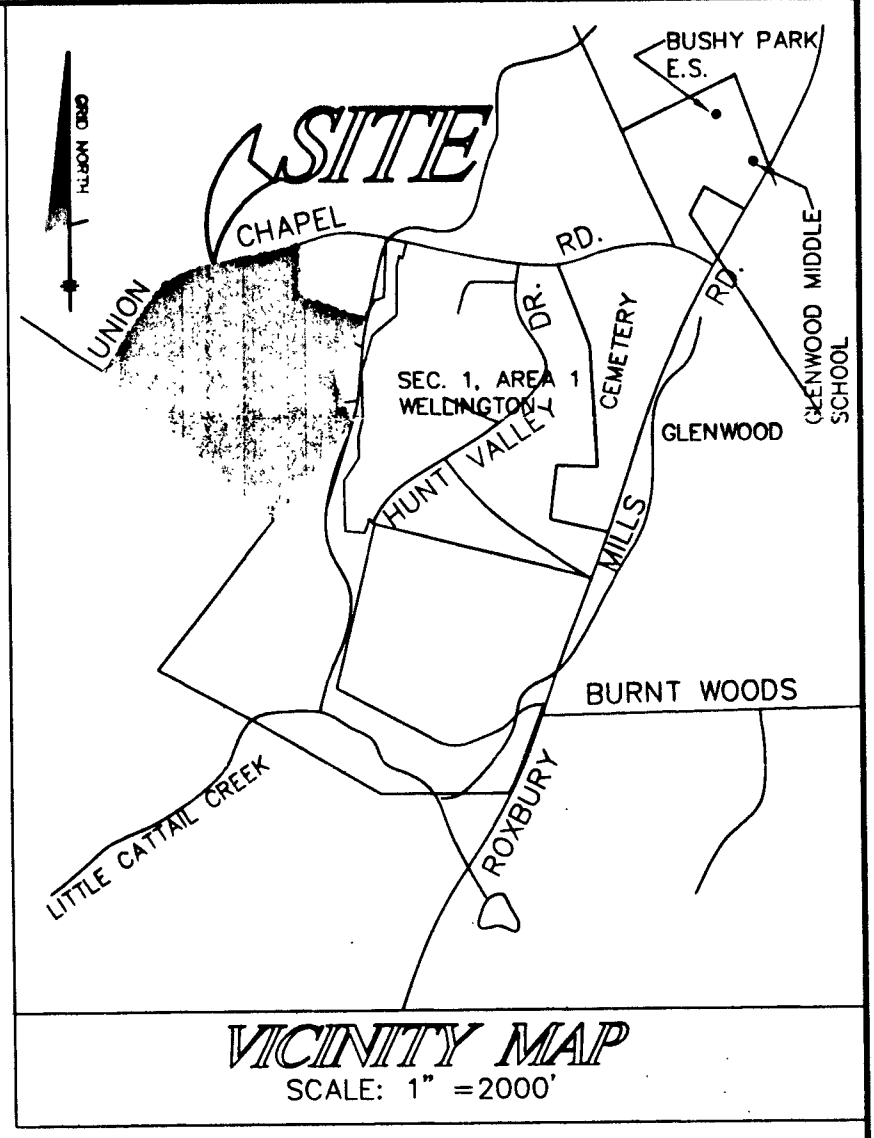 BUSHY PARK
E.S.
GRID NORTH
SITE
UNION CHAPEL RD.
RD.
GLENWOOD MIDDLE
SCHOOL
DR.
CEMETERY
SEC. 1, AREA 1
WELLINGTON I
GLENWOOD
HUNT VALLEY
MILLS
BURNT WOODS
ROXBURY
LITTLE CATTAIL CREEK
VICINITY MAP
SCALE: 1" =2000'